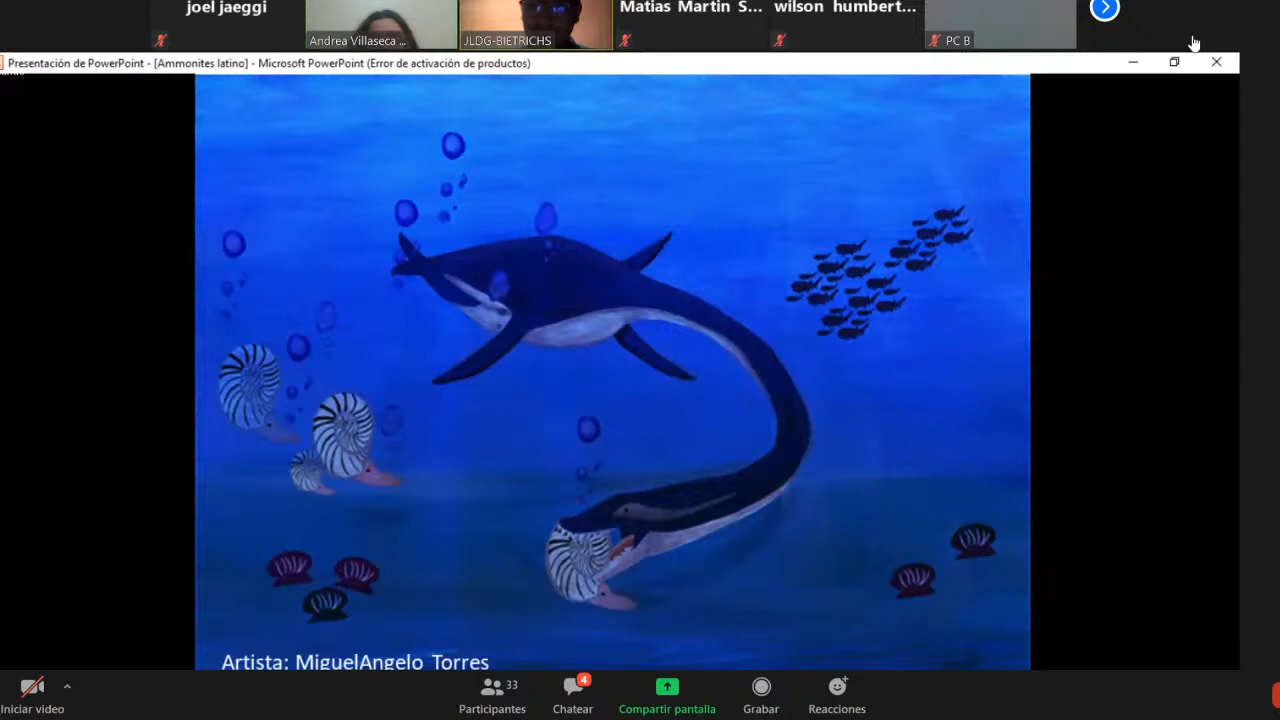 joel jaeggi
Andrea Villaseca ...
JLDG-BIETRICHS
Matias Martin S...
wilson humbert...
PC B
Presentación de PowerPoint - [Ammonites latino] - Microsoft PowerPoint (Error de activación de productos)
Artista: MiguelAngelo Torres
Iniciar video
33
Participantes
4
Chatear
Compartir pantalla
Grabar
Reacciones